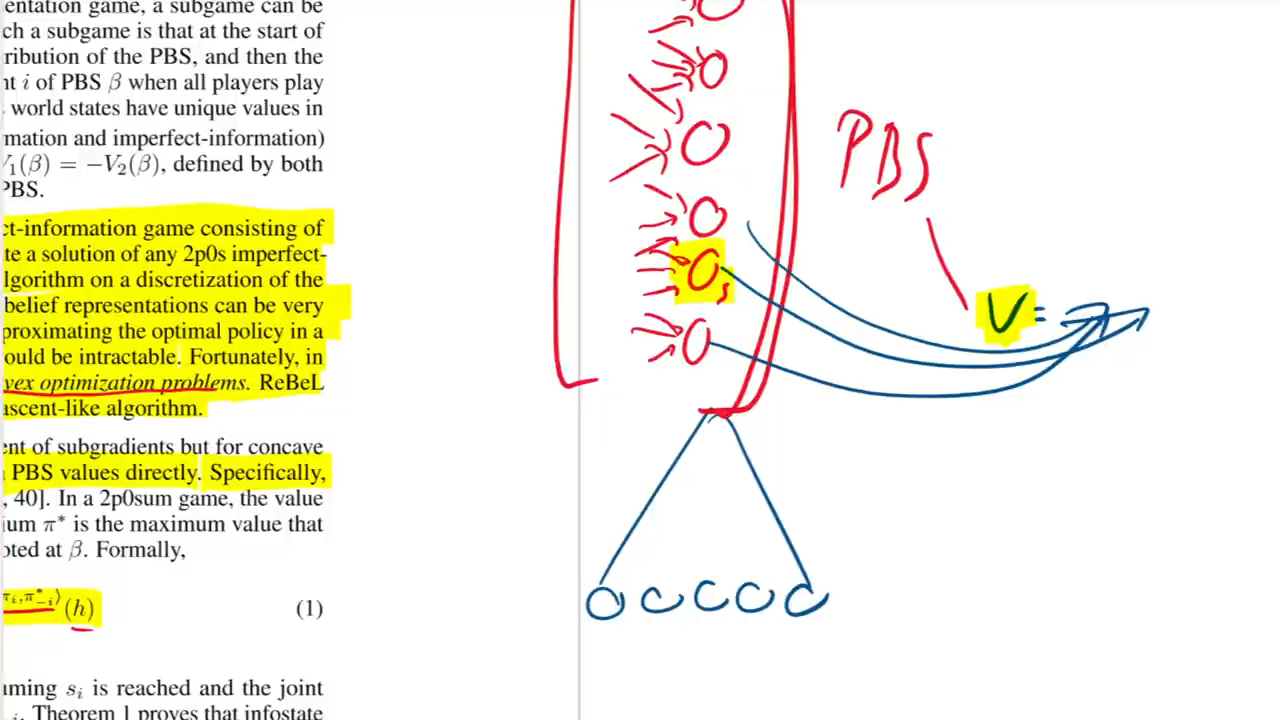 entation game, a subgame can be
ch a subgame is that at the start of
ribution of the PBS, and then the
nt i of PBS β when all players play
world states have unique values in
mation and imperfect-information)
V₁(β) = −V₂(β), defined by both
PBS.
ct-information game consisting of
te a solution of any 2p0s imperfect-
lgorithm on a discretization of the
belief representations can be very
proximating the optimal policy in a
ould be intractable. Fortunately, in
vex optimization problems. ReBeL
ascent-like algorithm.
ent of subgradients but for concave
PBS values directly. Specifically,
, 40]. In a 2p0sum game, the value
ium π* is the maximum value that
oted at β. Formally,
πᵢ,π*₋ᵢ⟩(h) (1)
uming sᵢ is reached and the joint
. Theorem 1 proves that infostate
PBS
V =
s